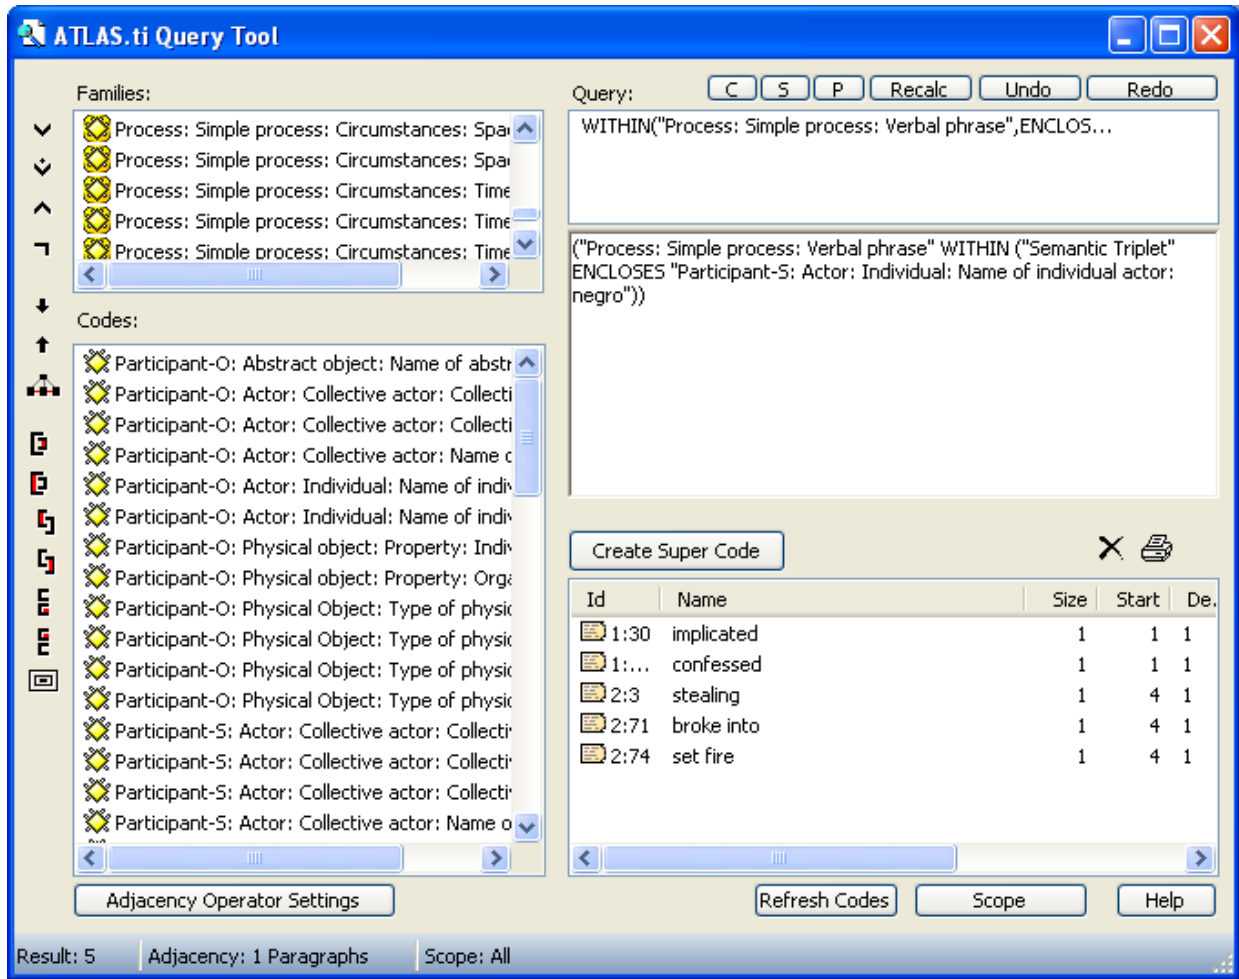 ATLAS.ti Query Tool
Families:
Process: Simple process: Circumstances: Spa
Process: Simple process: Circumstances: Spa
Process: Simple process: Circumstances: Time
Process: Simple process: Circumstances: Time
Process: Simple process: Circumstances: Time
Codes:
Participant-O: Abstract object: Name of abstr
Participant-O: Actor: Collective actor: Collecti
Participant-O: Actor: Collective actor: Collecti
Participant-O: Actor: Collective actor: Name o
Participant-O: Actor: Individual: Name of indiv
Participant-O: Actor: Individual: Name of indiv
Participant-O: Physical object: Property: Indiv
Participant-O: Physical object: Property: Orga
Participant-O: Physical Object: Type of physic
Participant-O: Physical Object: Type of physic
Participant-O: Physical Object: Type of physic
Participant-O: Physical Object: Type of physic
Participant-S: Actor: Collective actor: Collecti
Participant-S: Actor: Collective actor: Collecti
Participant-S: Actor: Collective actor: Collecti
Participant-S: Actor: Collective actor: Name o
Adjacency Operator Settings
Query: C S P Recalc Undo Redo
WITHIN("Process: Simple process: Verbal phrase",ENCLOS...
("Process: Simple process: Verbal phrase" WITHIN ("Semantic Triplet"
ENCLOSES "Participant-S: Actor: Individual: Name of individual actor:
negro"))
Create Super Code
Id Name Size Start De.
1:30 implicated 1 1 1
1:... confessed 1 1 1
2:3 stealing 1 4 1
2:71 broke into 1 4 1
2:74 set fire 1 4 1
Refresh Codes Scope Help
Result: 5 Adjacency: 1 Paragraphs Scope: All